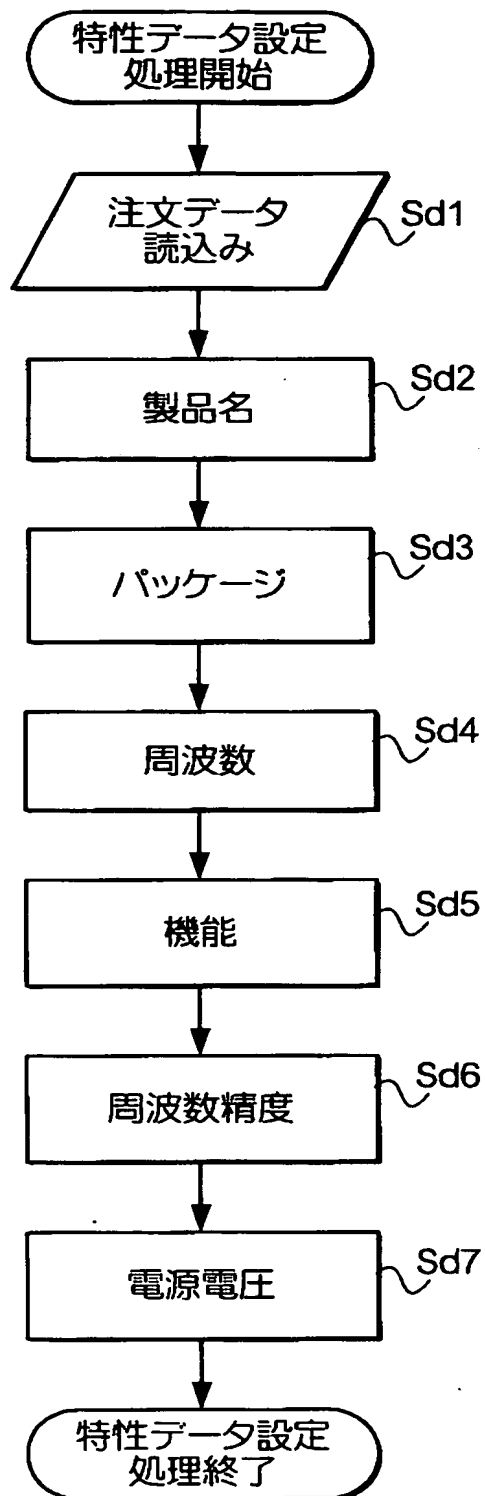 特性データ設定
処理開始
注文データ
読込み
Sd1
製品名
Sd2
パッケージ
Sd3
周波数
Sd4
機能
Sd5
周波数精度
Sd6
電源電圧
Sd7
特性データ設定
処理終了